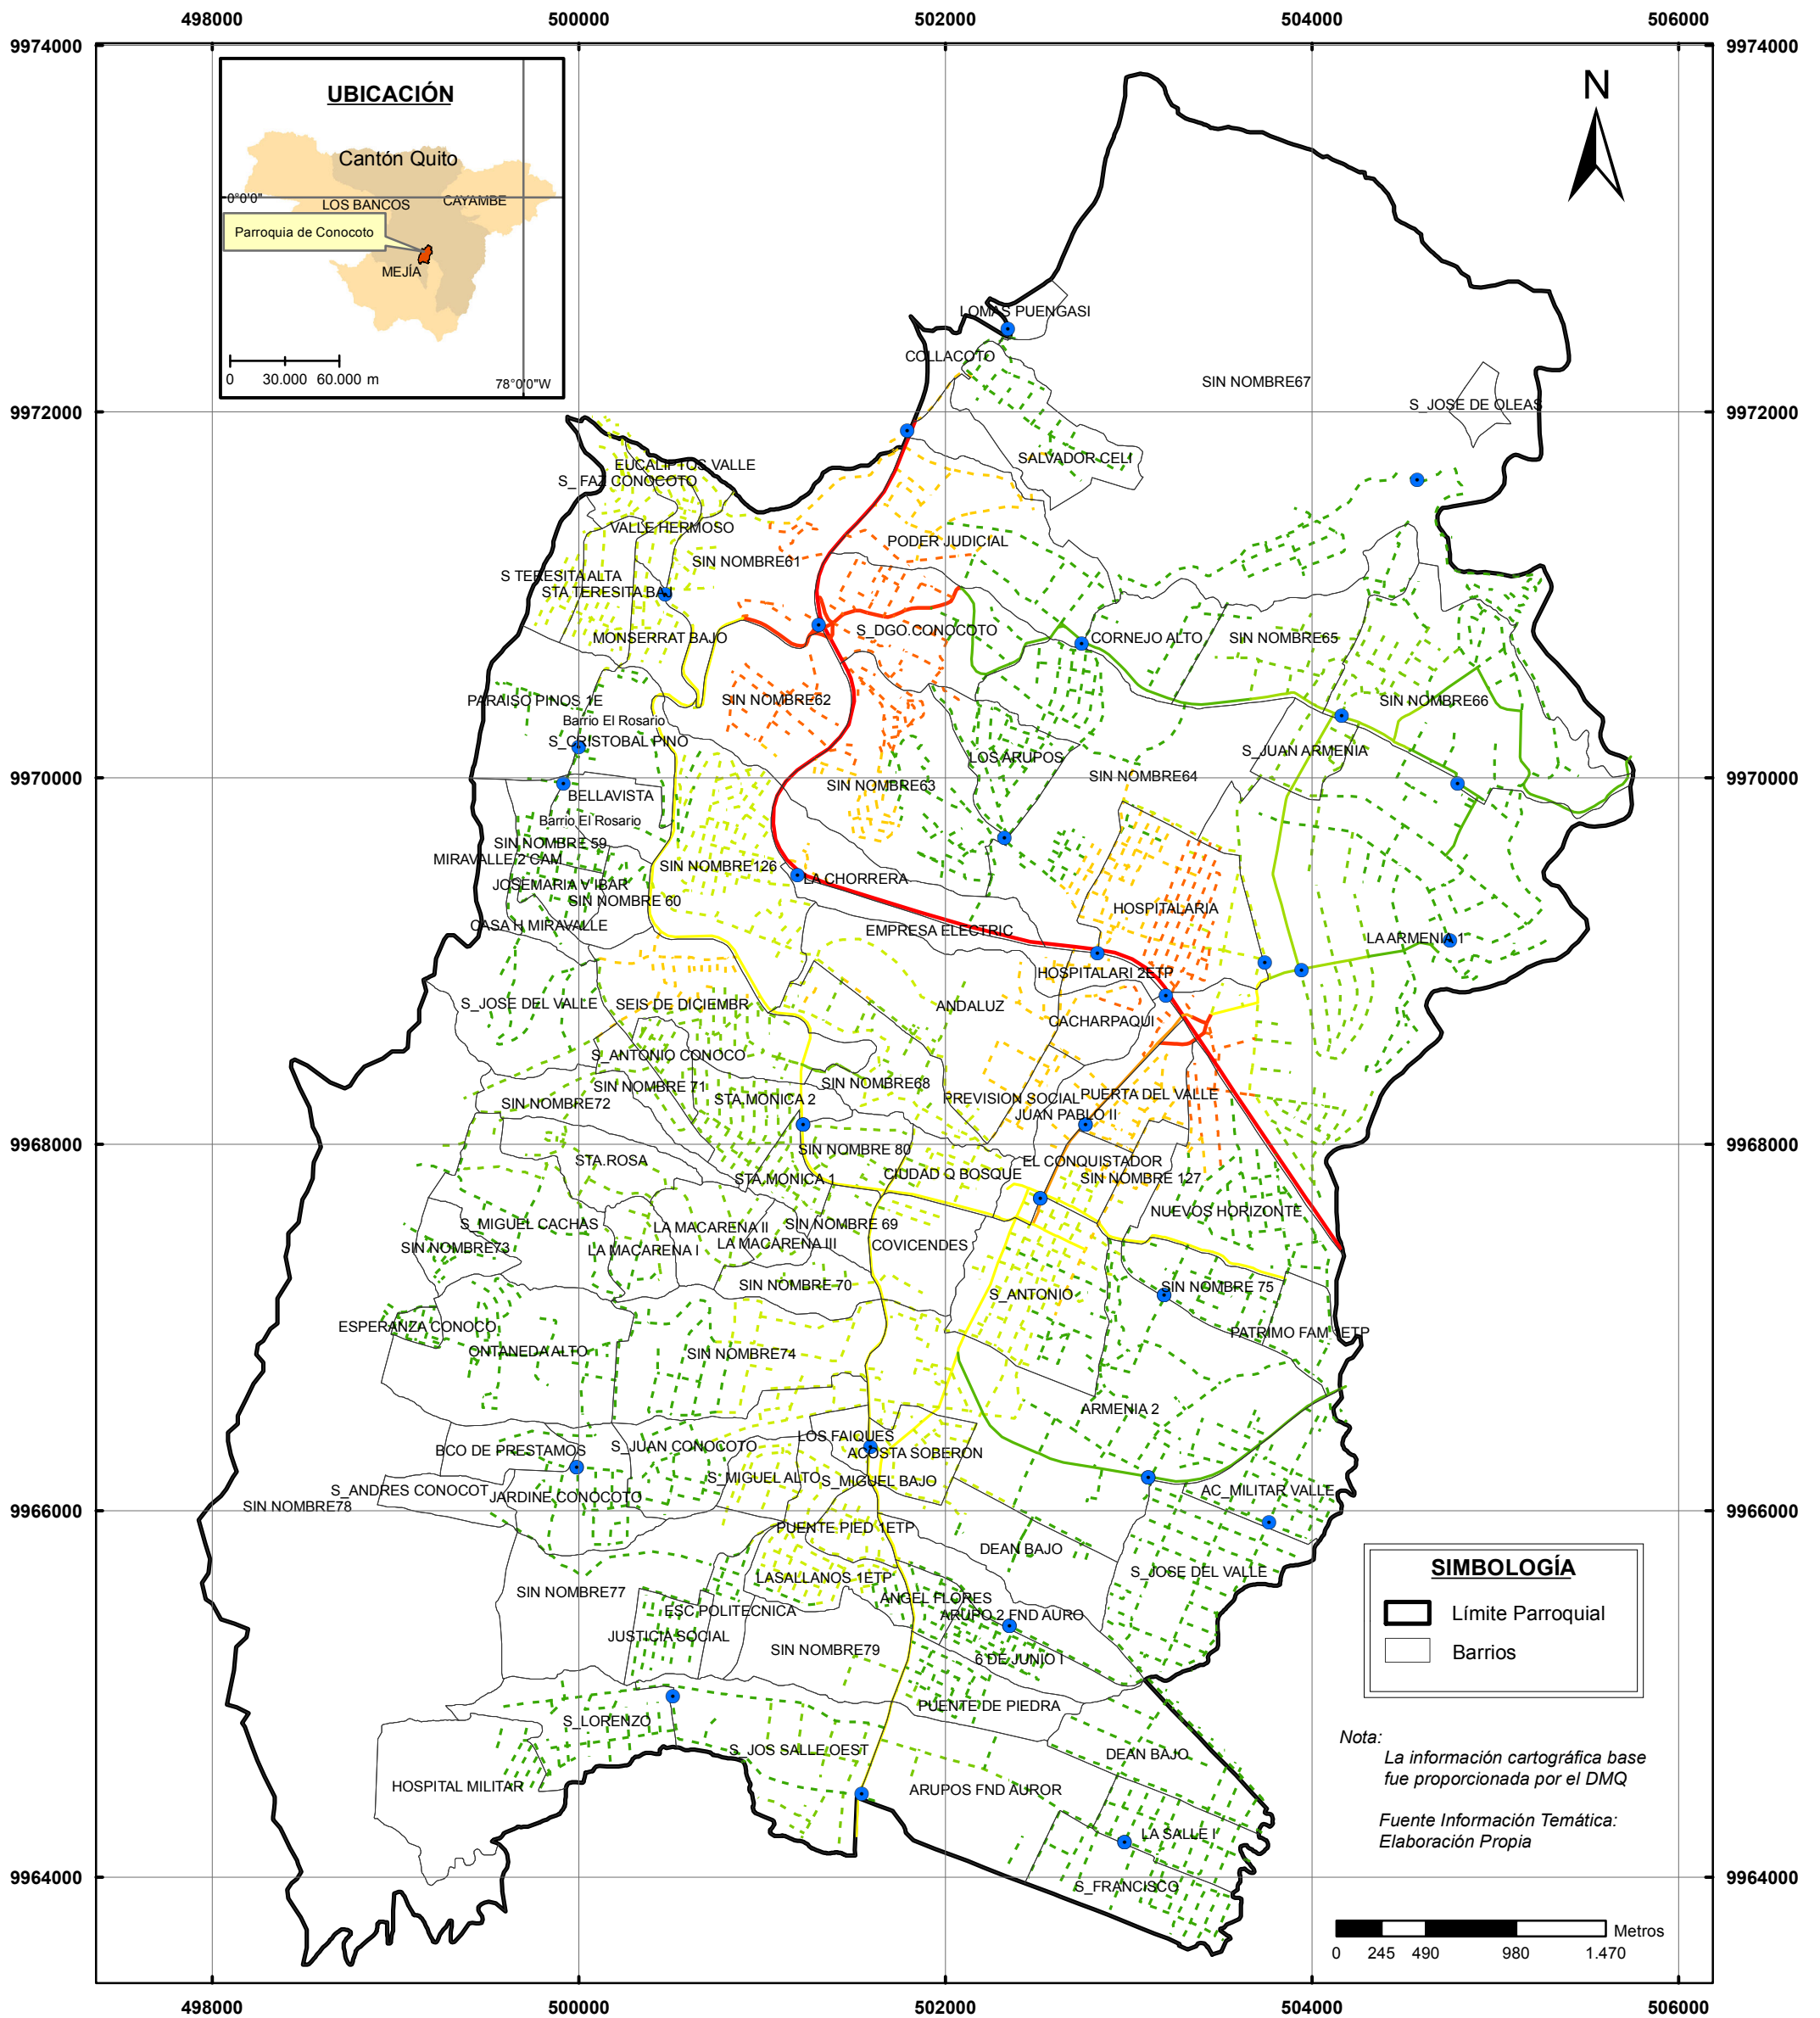 498000
500000
502000
504000
506000
9974000
9974000
UBICACIÓN
Cantón Quito
0°0'0"
LOS BANCOS
CAYAMBE
Parroquia de Conocoto
MEJÍA
0
30.000
60.000 m
78°0'0"W
N
LOMAS PUENGASI
COLLACOTO
SIN NOMBRE67
S_JOSE DE OLEAS
9972000
9972000
SALVADOR CELI
EUCALIPTOS VALLE
S_ FAZ CONOCOTO
VALLE HERMOSO
PODER JUDICIAL
SIN NOMBRE61
S TERESITA ALTA
STA TERESITA BAJ
S_DGO.CONOCOTO
MONSERRAT BAJO
CORNEJO ALTO
SIN NOMBRE65
PARAISO PINOS 1E
SIN NOMBRE62
SIN NOMBRE66
Barrio El Rosario
S_CRISTOBAL PINO
S_JUAN ARMENIA
LOS ARUPOS
9970000
9970000
SIN NOMBRE64
SIN NOMBRE63
BELLAVISTA
Barrio El Rosario
SIN NOMBRE 59
MIRAVALLE 2 CAM
SIN NOMBRE126
LA CHORRERA
JOSEMARIA V IBAR
SIN NOMBRE 60
HOSPITALARIA
CASA H MIRAVALLE
EMPRESA ELECTRIC
LA ARMENIA 1
HOSPITALARI 2ETP
S_JOSE DEL VALLE
SEIS DE DICIEMBR
ANDALUZ
CACHARPAQUI
S_ANTONIO CONOCO
SIN NOMBRE 71
SIN NOMBRE68
STA.MONICA 2
SIN NOMBRE72
PREVISION SOCIAL
PUERTA DEL VALLE
JUAN PABLO II
9968000
9968000
SIN NOMBRE 80
STA.ROSA
EL CONQUISTADOR
CIUDAD Q BOSQUE
SIN NOMBRE 127
STA.MONICA 1
NUEVOS HORIZONTE
S_MIGUEL CACHAS
LA MACARENA II
SIN NOMBRE 69
SIN NOMBRE73
LA MACARENA I
LA MACARENA III
COVICENDES
SIN NOMBRE 70
SIN NOMBRE 75
S_ANTONIO
ESPERANZA CONOCO
PATRIMO FAM 1ETP
ONTANEDA ALTO
SIN NOMBRE74
ARMENIA 2
LOS FAIQUES
BCO DE PRESTAMOS
S_JUAN CONOCOTO
ACOSTA SOBERON
S_MIGUEL ALTO
S_MIGUEL BAJO
S_ANDRES CONOCOT
JARDINE CONOCOTO
AC_MILITAR VALLE
SIN NOMBRE78
9966000
9966000
PUENTE PIED 1ETP
DEAN BAJO
S_JOSE DEL VALLE
LASALLANOS 1ETP
SIN NOMBRE77
ANGEL FLORES
ESC.POLITECNICA
ARUPO 2 FND AURO
JUSTICIA SOCIAL
SIN NOMBRE79
6 DE JUNIO I
PUENTE DE PIEDRA
S_LORENZO
S_JOS SALLE OEST
DEAN BAJO
HOSPITAL MILITAR
ARUPOS FND AUROR
LA SALLE I
S_FRANCISCO
SIMBOLOGÍA
Límite Parroquial
Barrios
Nota:
La información cartográfica base
fue proporcionada por el DMQ
Fuente Información Temática:
Elaboración Propia
9964000
9964000
Metros
0
245
490
980
1.470
498000
500000
502000
504000
506000